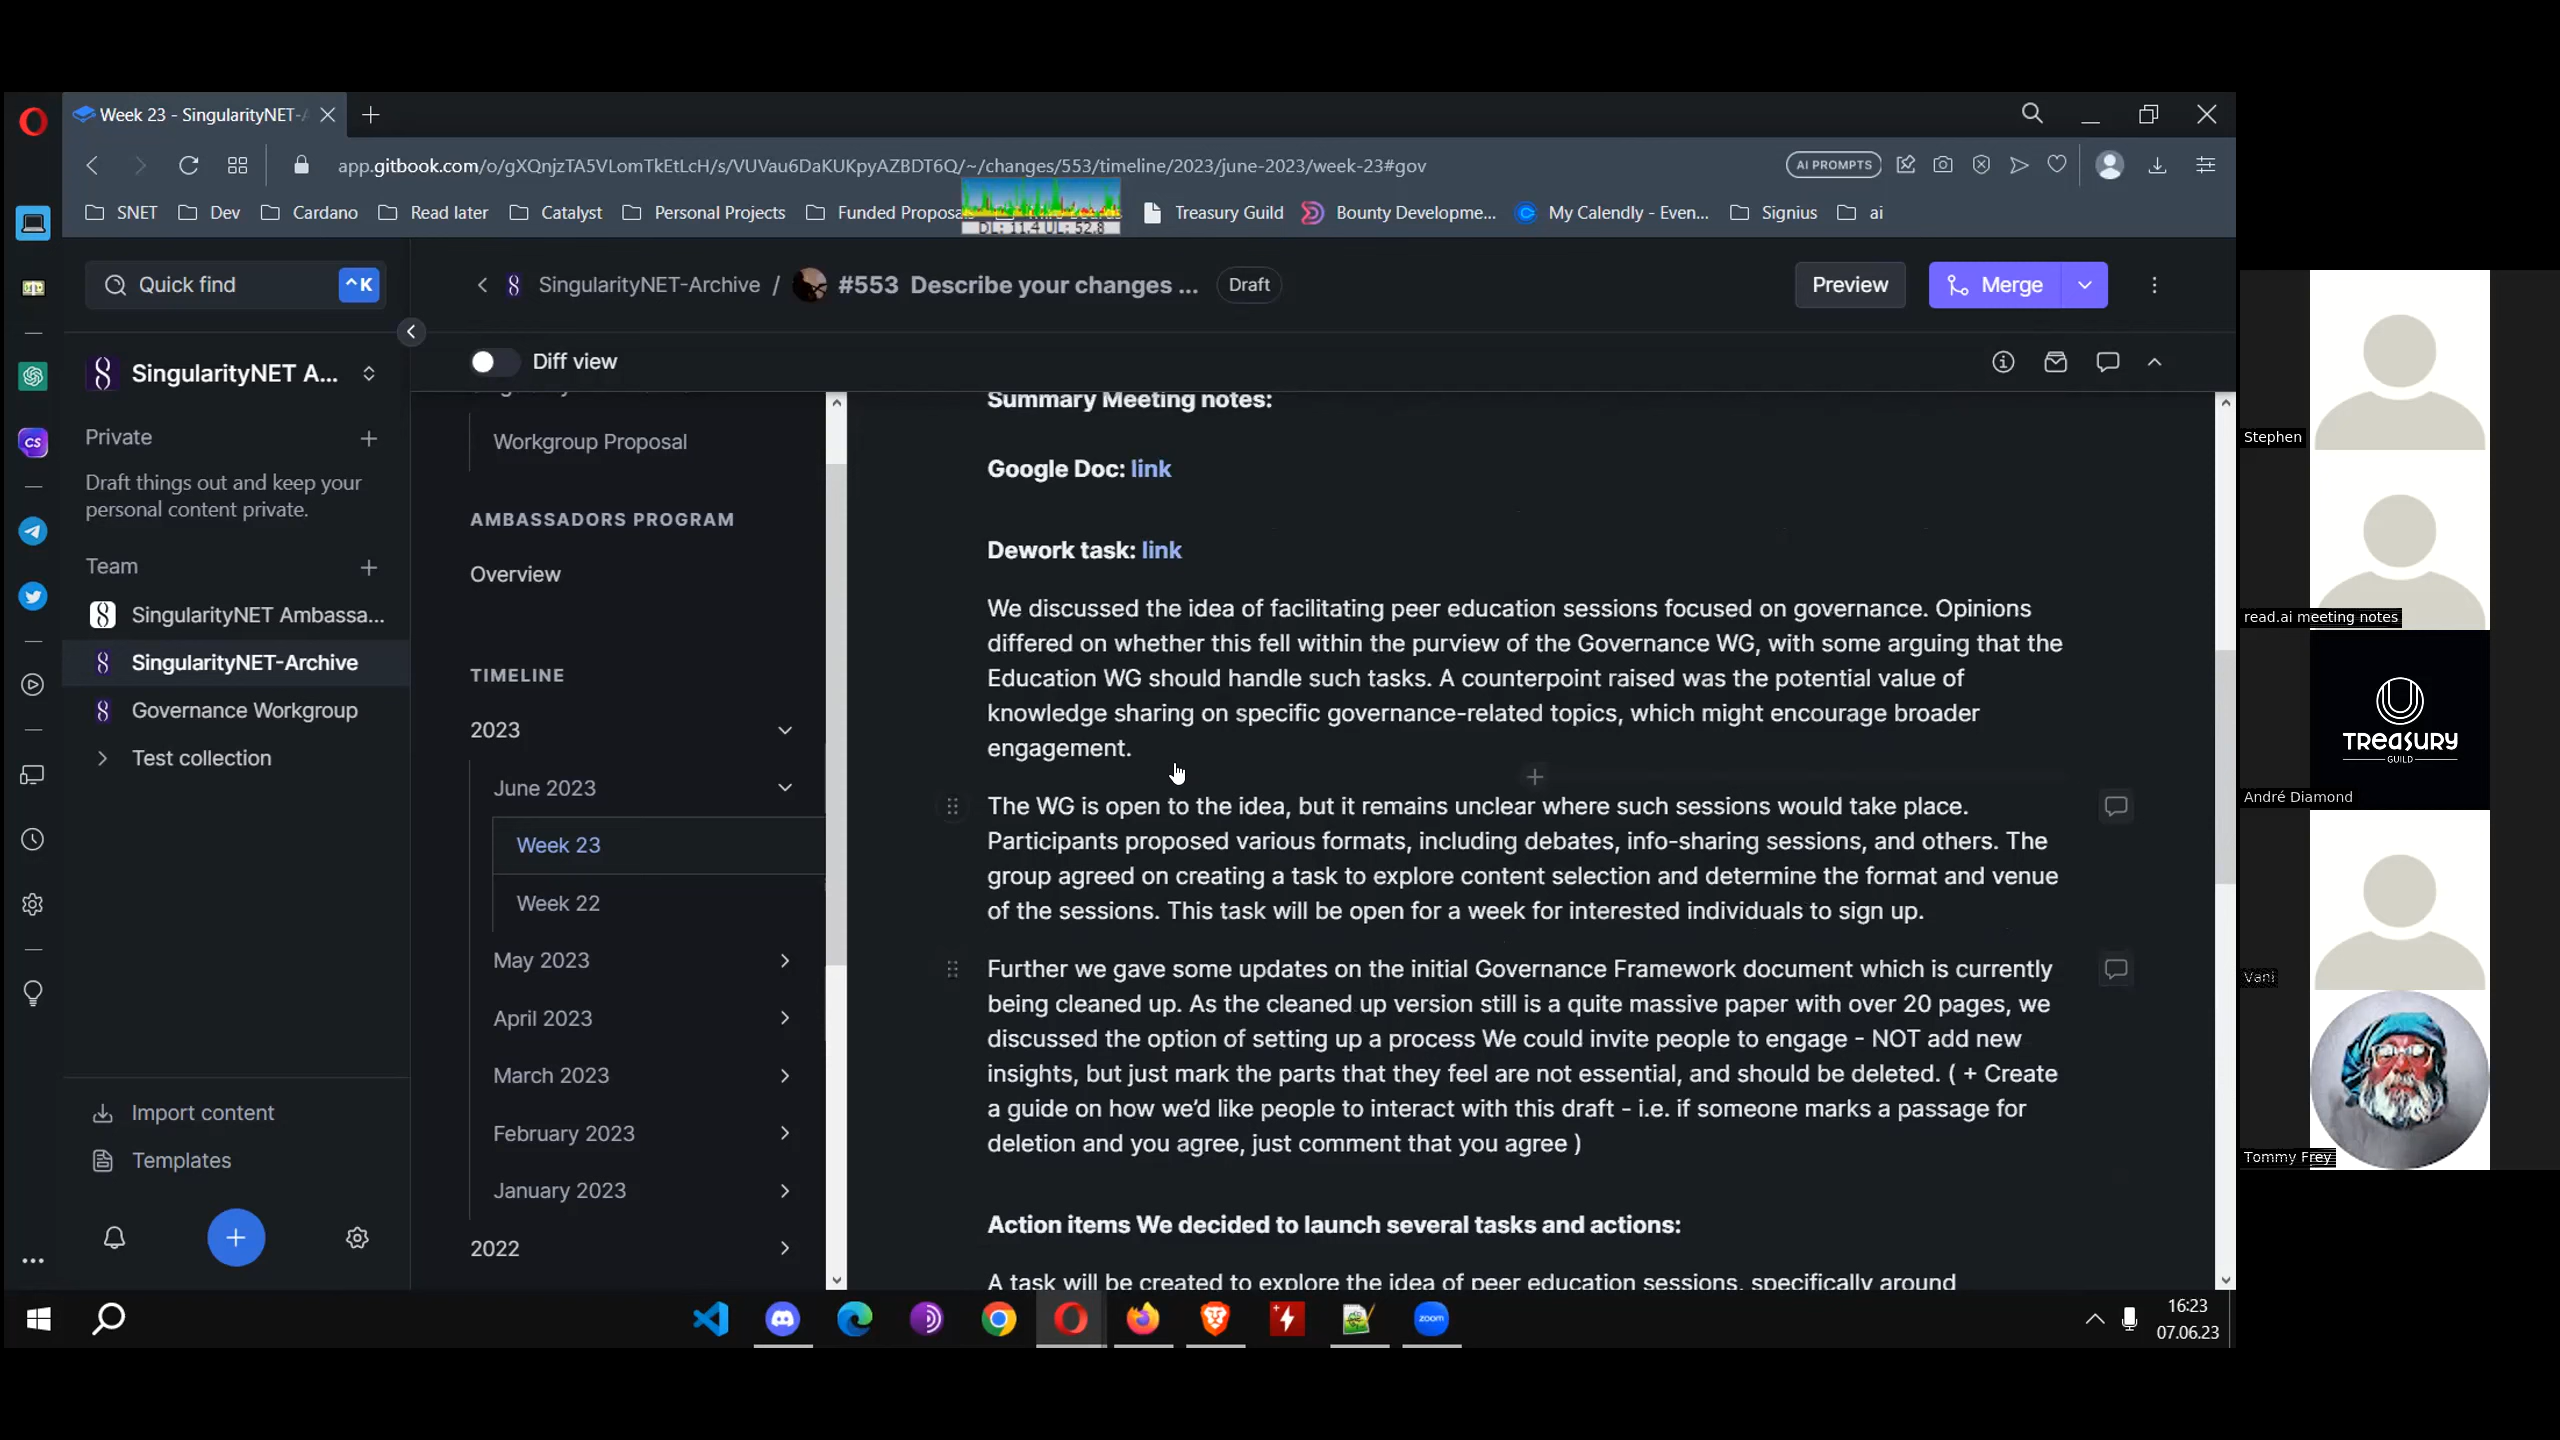 Week 23 - SingularityNET-A
app.gitbook.com/o/gXQnjzTA5VLomTkEtLcH/s/VUVau6DaKUKpyAZBDT6Q/~/changes/553/timeline/2023/june-2023/week-23#gov
AI PROMPTS
SNET
Dev
Cardano
Read later
Catalyst
Personal Projects
Funded Proposa
DL: 11.4 UL: 52.8
Treasury Guild
Bounty Developme...
My Calendly - Even...
Signius
ai
Quick find
^K
SingularityNET-Archive / #553 Describe your changes ...
Draft
Preview
Merge
Diff view
SingularityNET A...
Private
Draft things out and keep your
personal content private.
Team
SingularityNET Ambassa...
SingularityNET-Archive
Governance Workgroup
Test collection
Import content
Templates
Workgroup Proposal
AMBASSADORS PROGRAM
Overview
TIMELINE
2023
June 2023
Week 23
Week 22
May 2023
April 2023
March 2023
February 2023
January 2023
2022
Summary Meeting notes:
Google Doc: link
Dework task: link
We discussed the idea of facilitating peer education sessions focused on governance. Opinions
differed on whether this fell within the purview of the Governance WG, with some arguing that the
Education WG should handle such tasks. A counterpoint raised was the potential value of
knowledge sharing on specific governance-related topics, which might encourage broader
engagement.
The WG is open to the idea, but it remains unclear where such sessions would take place.
Participants proposed various formats, including debates, info-sharing sessions, and others. The
group agreed on creating a task to explore content selection and determine the format and venue
of the sessions. This task will be open for a week for interested individuals to sign up.
Further we gave some updates on the initial Governance Framework document which is currently
being cleaned up. As the cleaned up version still is a quite massive paper with over 20 pages, we
discussed the option of setting up a process We could invite people to engage - NOT add new
insights, but just mark the parts that they feel are not essential, and should be deleted. ( + Create
a guide on how we'd like people to interact with this draft - i.e. if someone marks a passage for
deletion and you agree, just comment that you agree )
Action items We decided to launch several tasks and actions:
A task will be created to explore the idea of peer education sessions, specifically around
Stephen
read.ai meeting notes
TREASURY
GUILD
André Diamond
Vani
Tommy Frey
CS
zoom
16:23
07.06.23